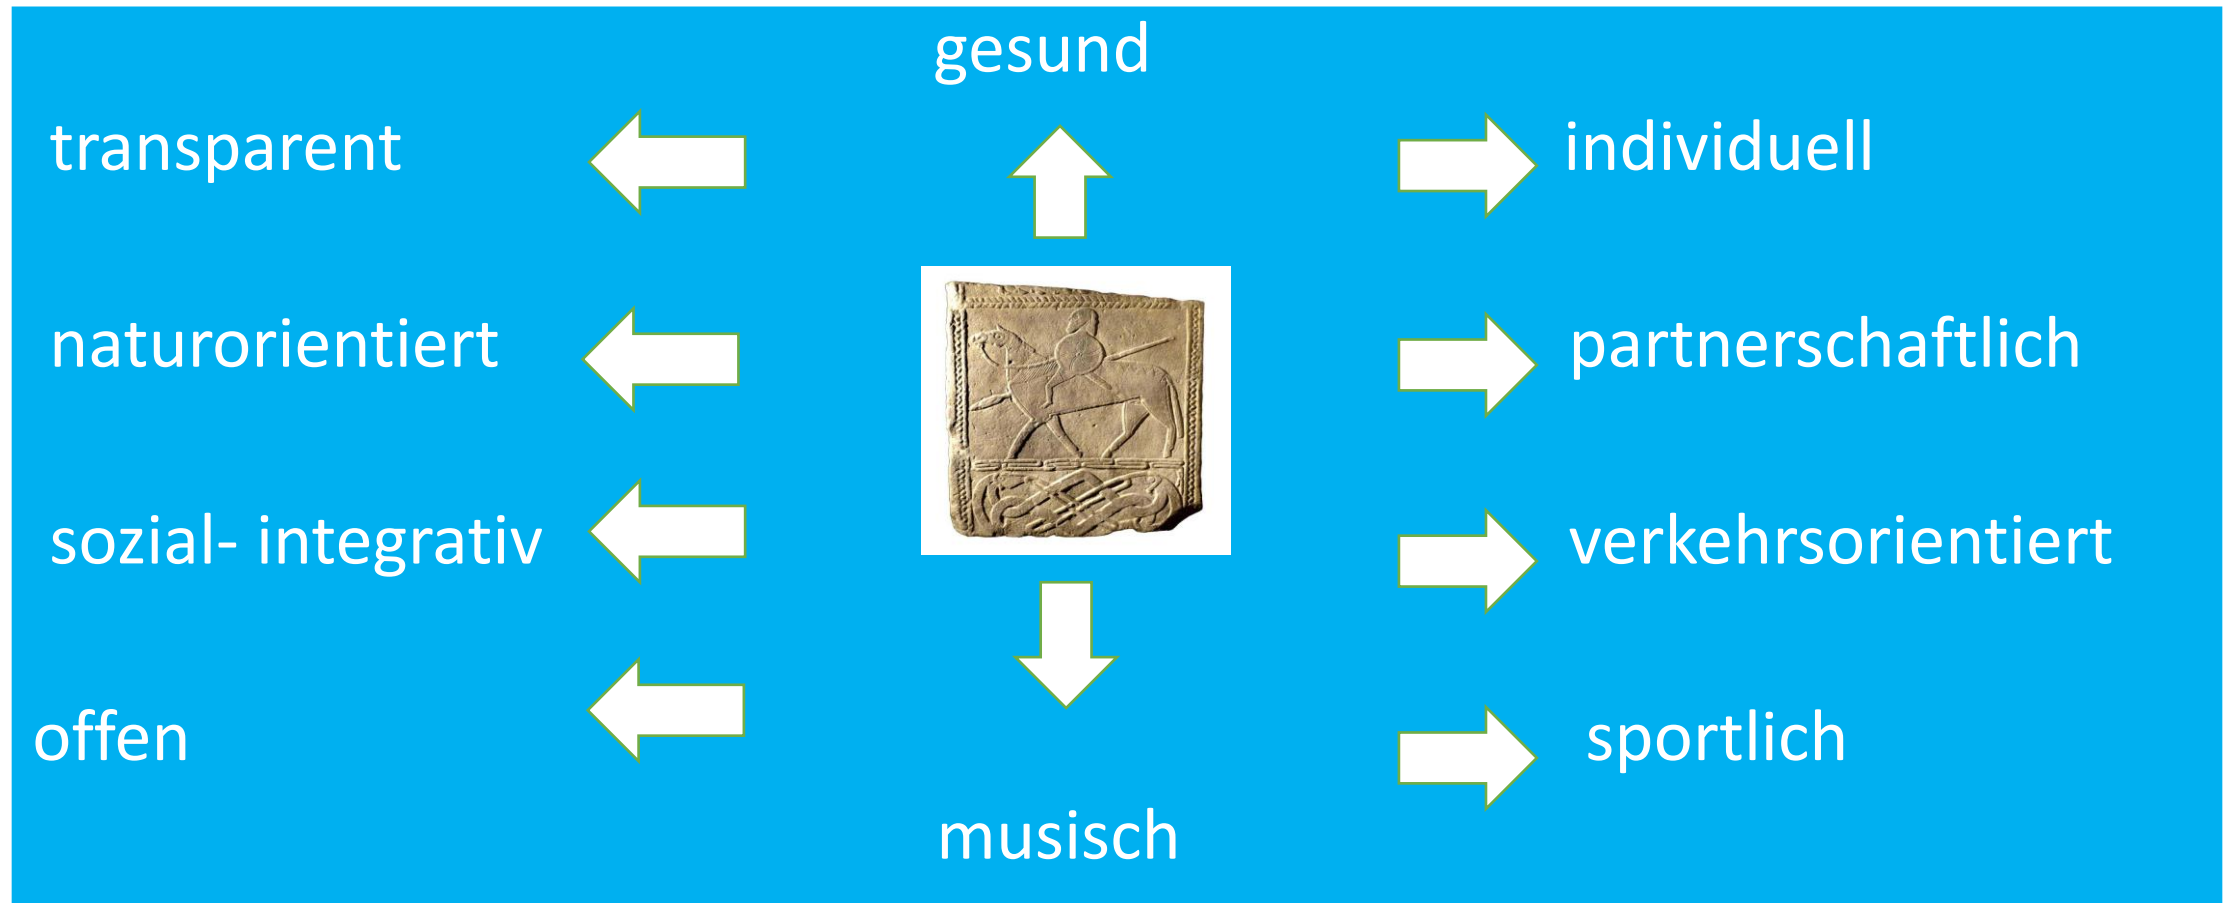 gesund
transparent
individuell
naturorientiert
partnerschaftlich
sozial- integrativ
verkehrsorientiert
offen
sportlich
musisch